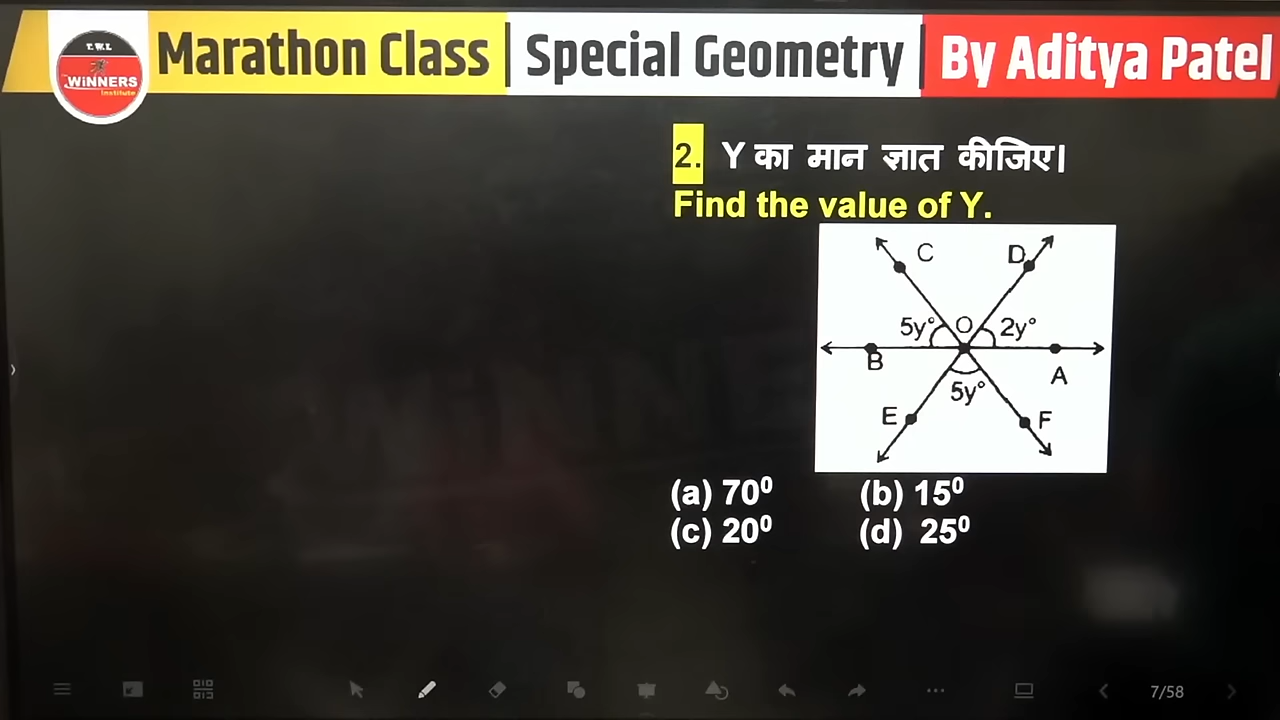 T.W.I.
WINNERS
institute
Marathon Class | Special Geometry By Aditya Patel
2. Y का मान ज्ञात कीजिए।
Find the value of Y.
C
D
5y°
O
2y°
B
A
5y°
E
F
(a) 70⁰ (b) 15⁰
(c) 20⁰ (d) 25⁰
7/58